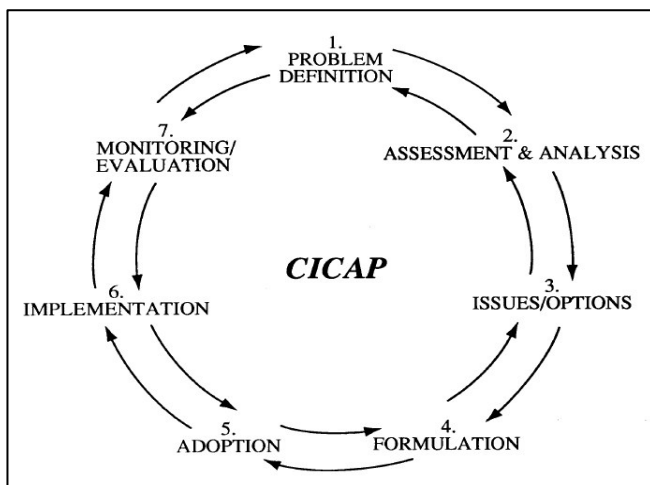 1.
PROBLEM
DEFINITION
2.
ASSESSMENT & ANALYSIS
3.
ISSUES/OPTIONS
4.
FORMULATION
5.
ADOPTION
6.
IMPLEMENTATION
7.
MONITORING/
EVALUATION
CICAP